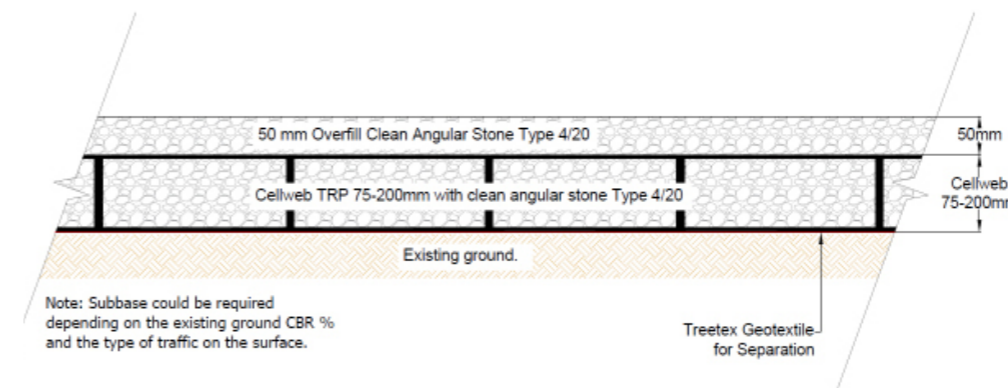 50 mm Overfill Clean Angular Stone Type 4/20
50mm
Cellweb TRP 75-200mm with clean angular stone Type 4/20
Cellweb
75-200mm
Existing ground.
Note: Subbase could be required
depending on the existing ground CBR %
and the type of traffic on the surface.
Treetex Geotextile
for Separation